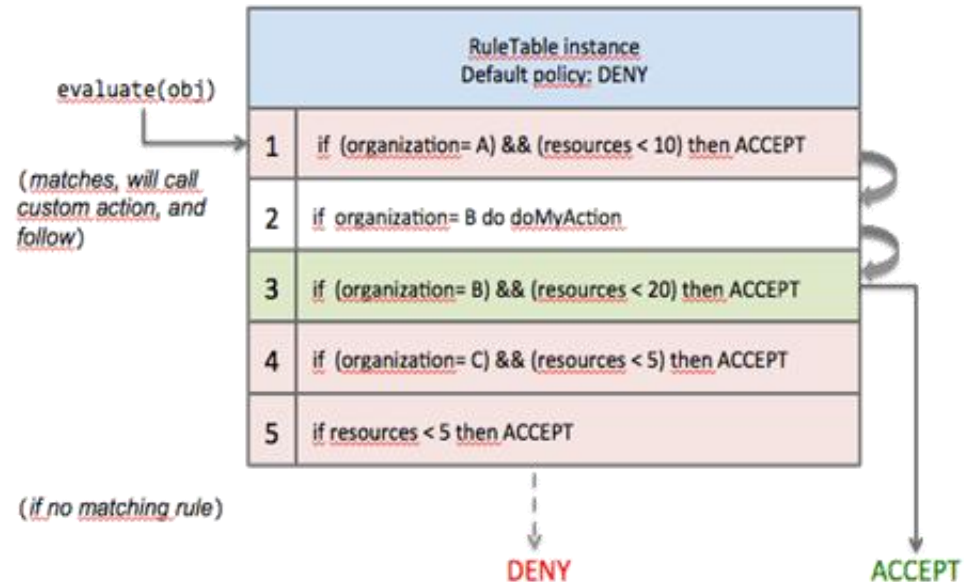 RuleTable instance
Default policy: DENY
evaluate(obj)
1 if (organization= A) && (resources < 10) then ACCEPT
(matches, will call
custom action, and
follow)
2 if organization= B do doMyAction
3 if (organization= B) && (resources < 20) then ACCEPT
4 if (organization= C) && (resources < 5) then ACCEPT
5 if resources < 5 then ACCEPT
(if no matching rule)
DENY
ACCEPT